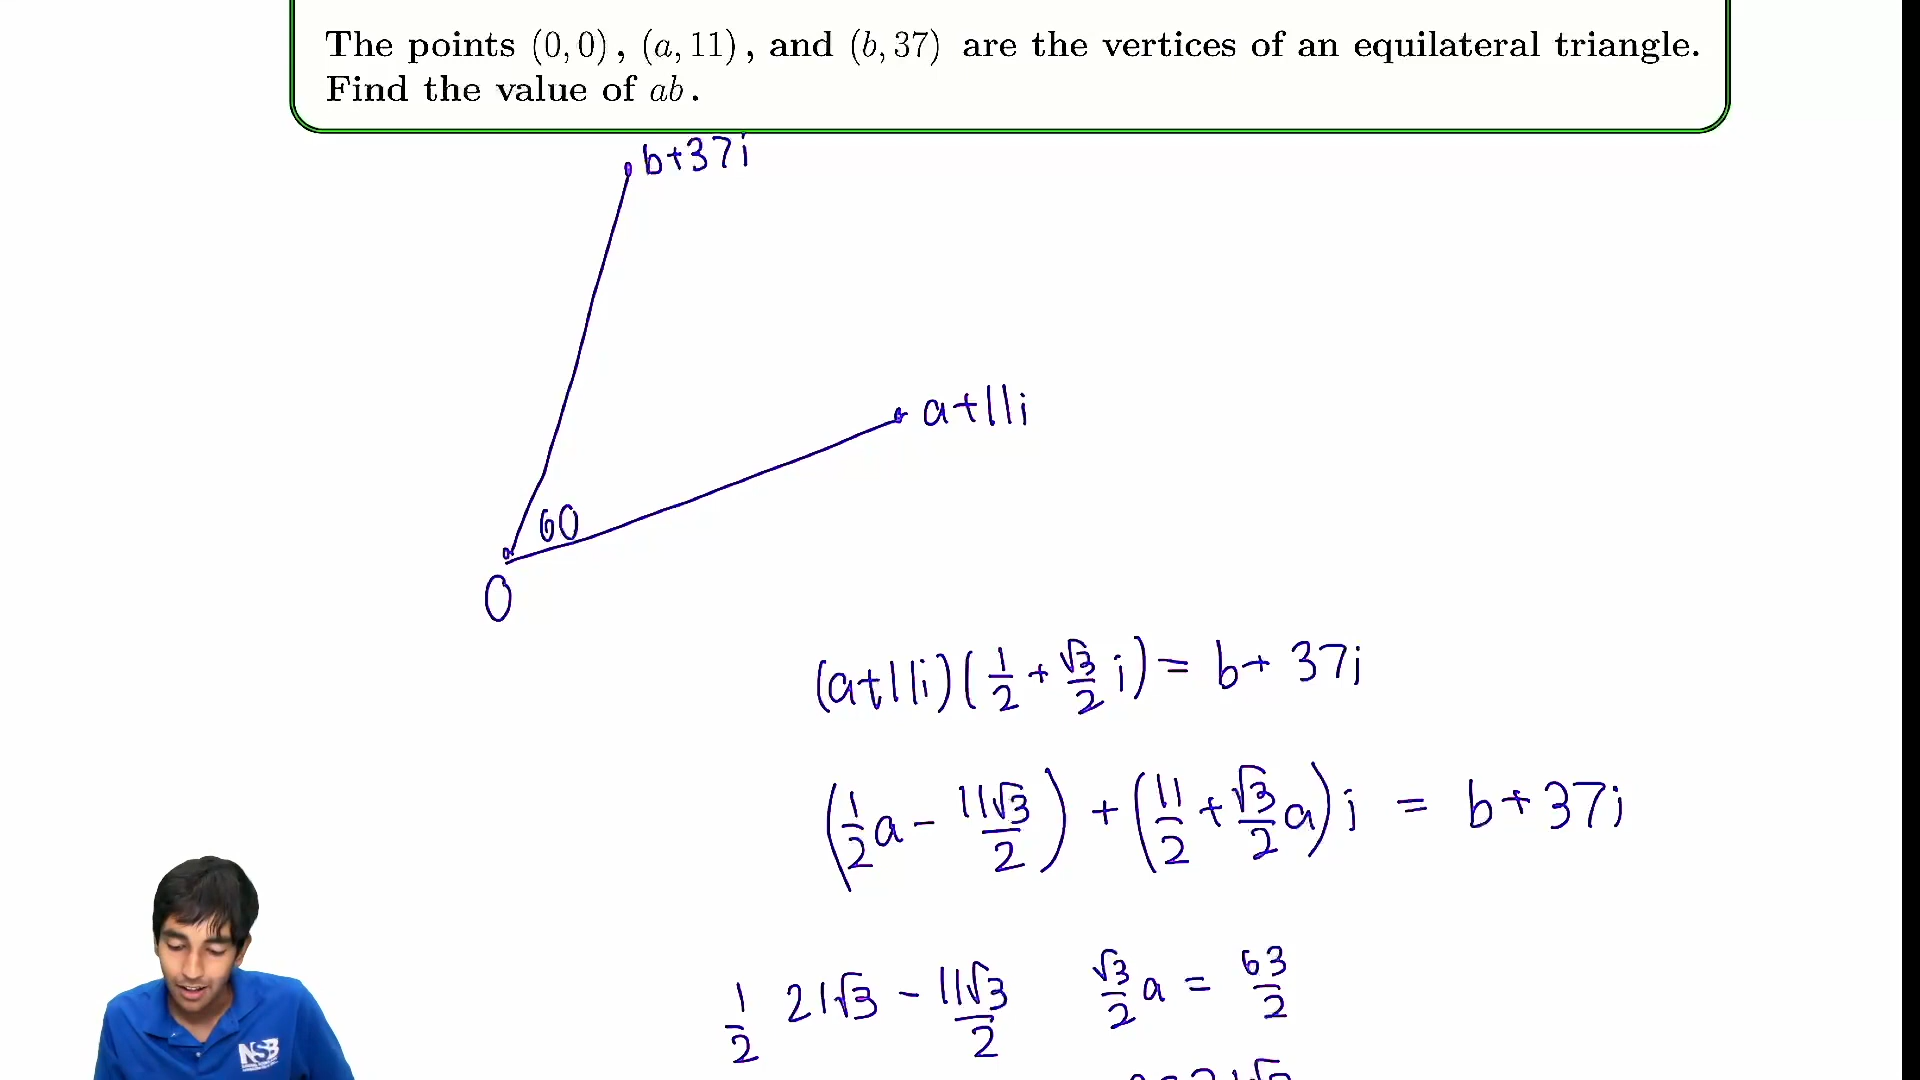 The points (0, 0), (a, 11), and (b, 37) are the vertices of an equilateral triangle.
Find the value of ab.
b+37i
a+11i
60
0
(a+11i)(1/2 + √3/2 i) = b+ 37i
(1/2 a - 11√3/2) + (11/2 + √3/2 a) i = b+37i
1/2 21√3 - 11√3/2
√3/2 a = 63/2
NSB